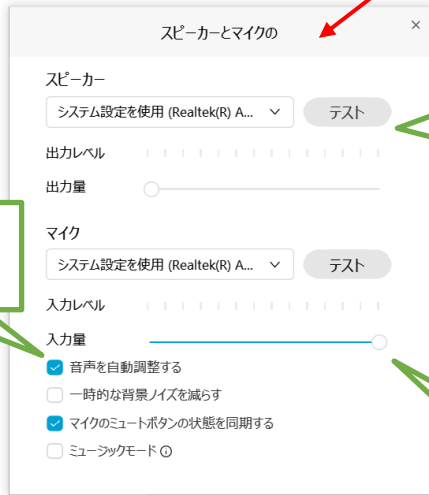 スピーカーとマイクの
スピーカー
システム設定を使用 (Realtek(R) A...
テスト
出力レベル
出力量
マイク
システム設定を使用 (Realtek(R) A...
テスト
入力レベル
入力量
音声を自動調整する
一時的な背景ノイズを減らす
マイクのミュートボタンの状態を同期する
ミュージックモード